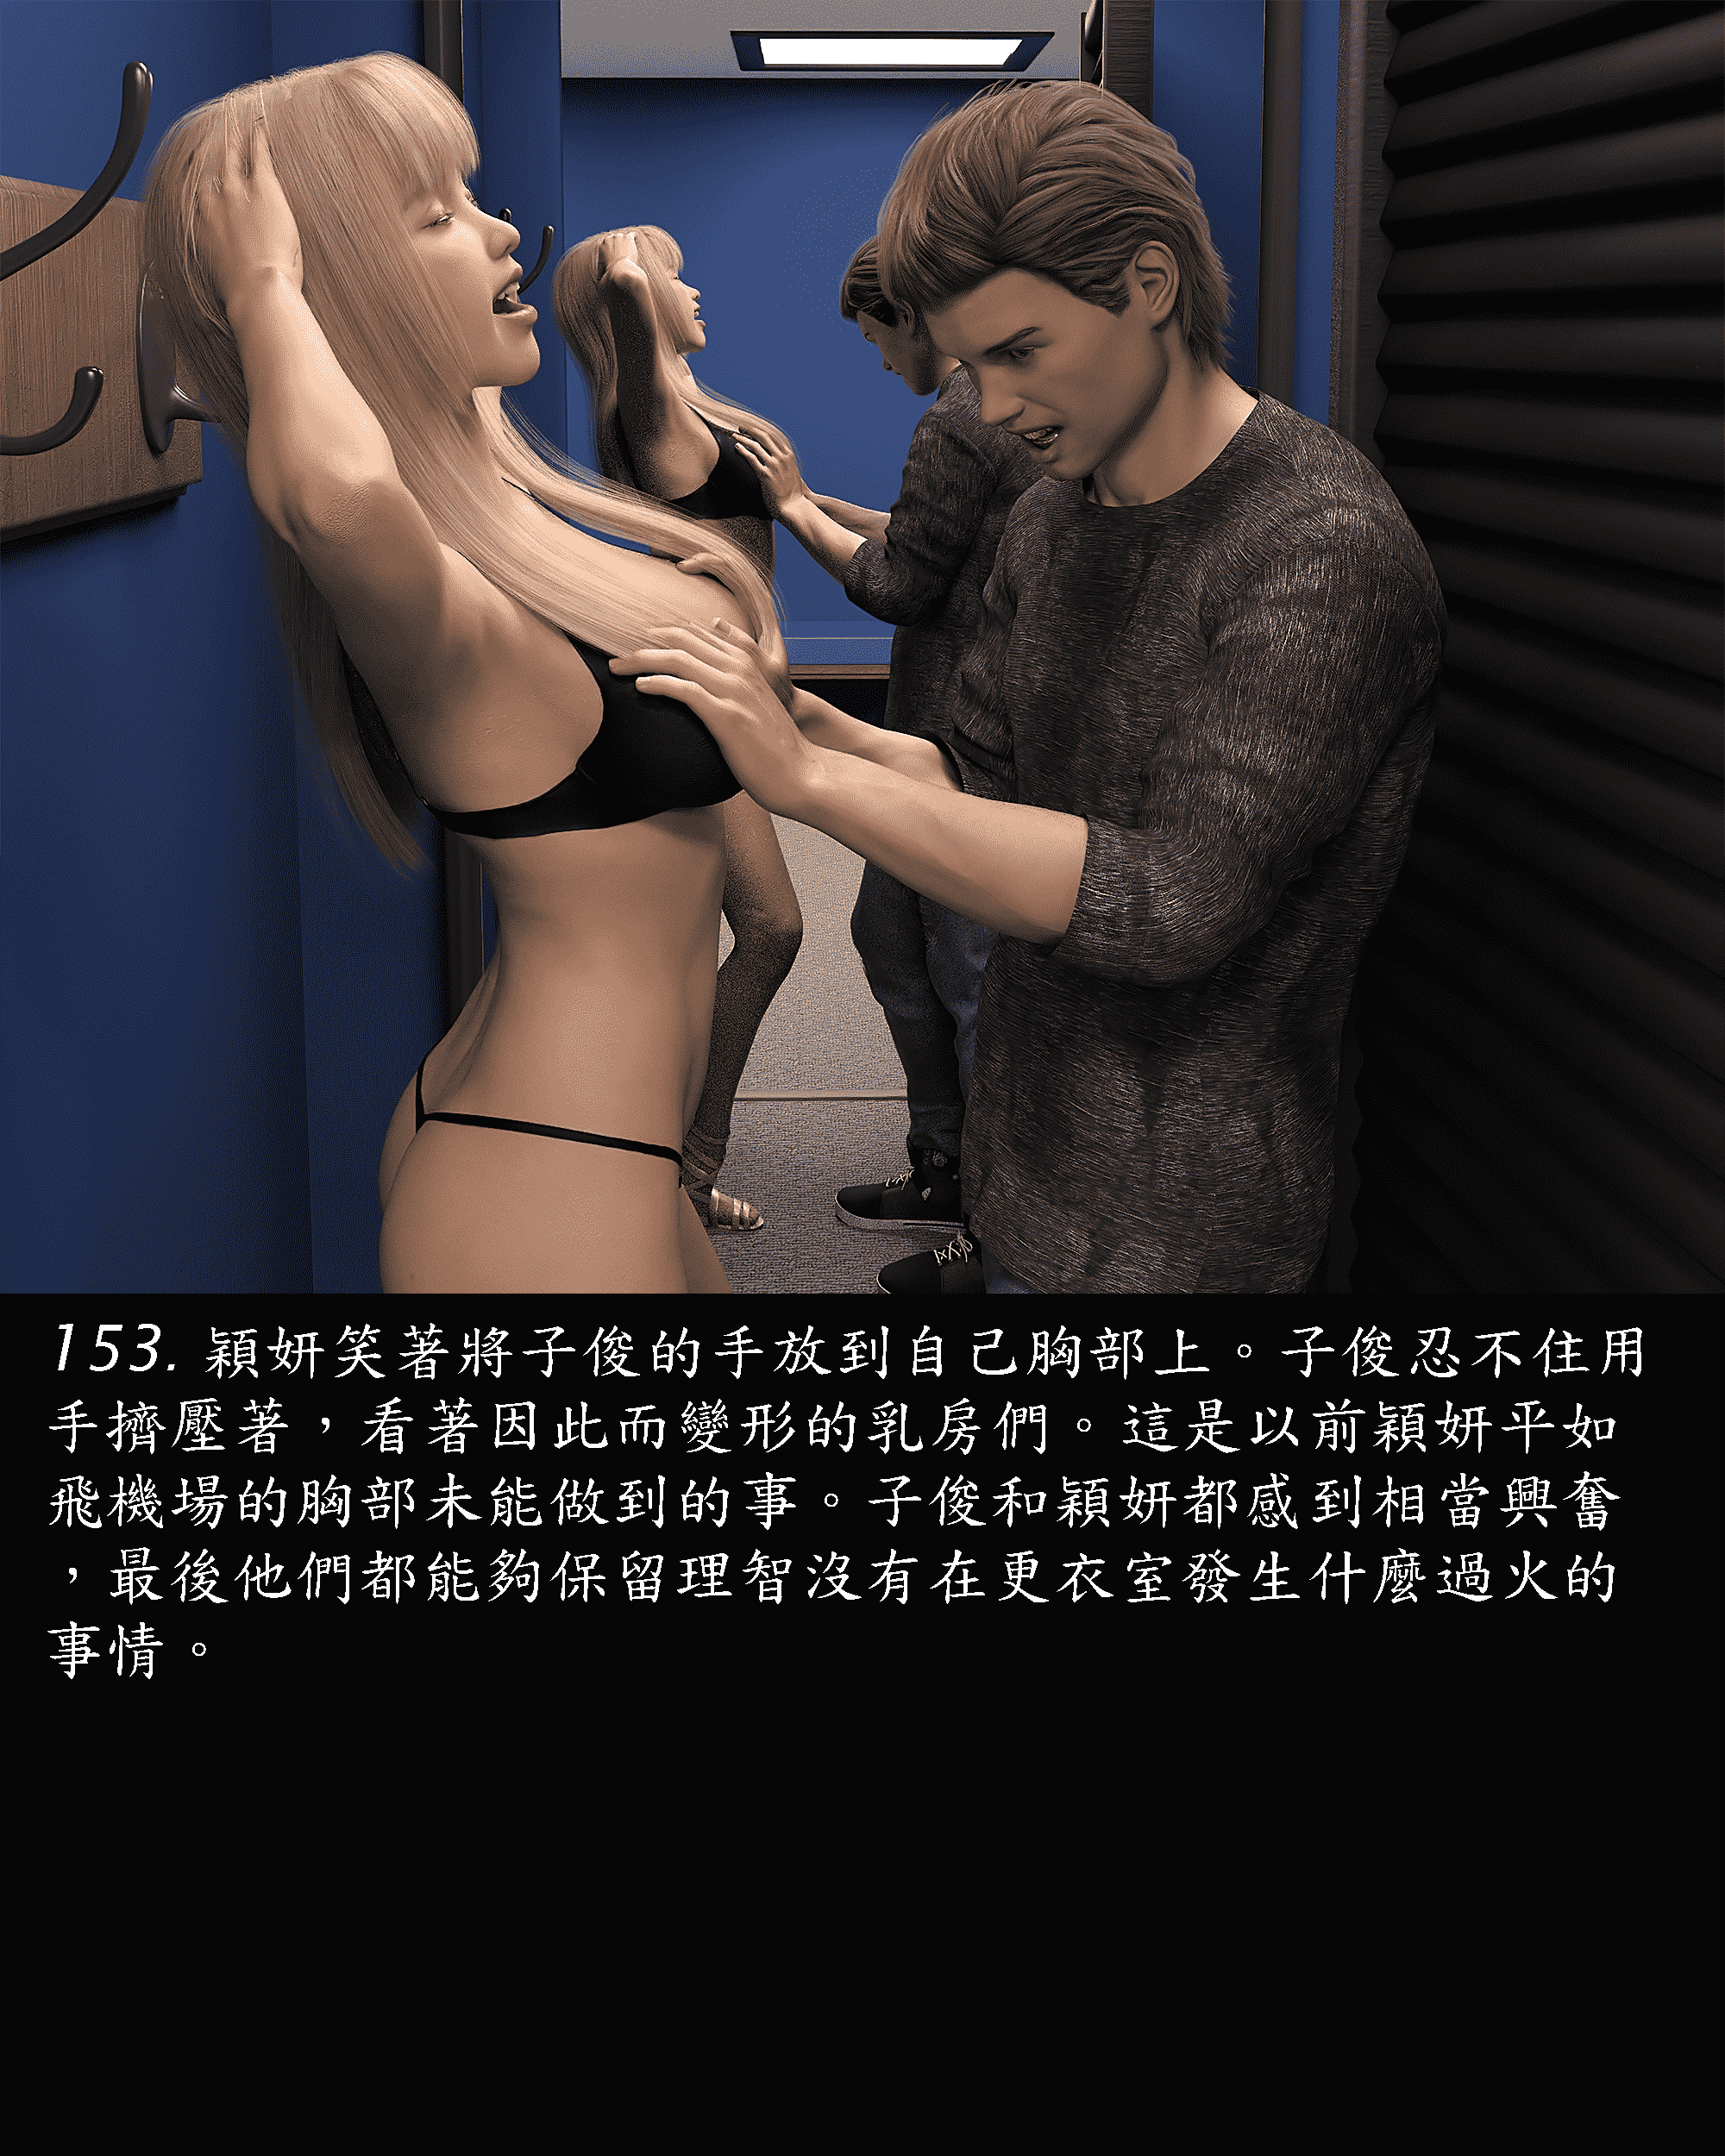 153. 穎妍笑著將子俊的手放到自己胸部上。子俊忍不住用
手擠壓著，看著因此而變形的乳房們。這是以前穎妍平如
飛機場的胸部未能做到的事。子俊和穎妍都感到相當興奮
，最後他們都能夠保留理智沒有在更衣室發生什麼過火的
事情。